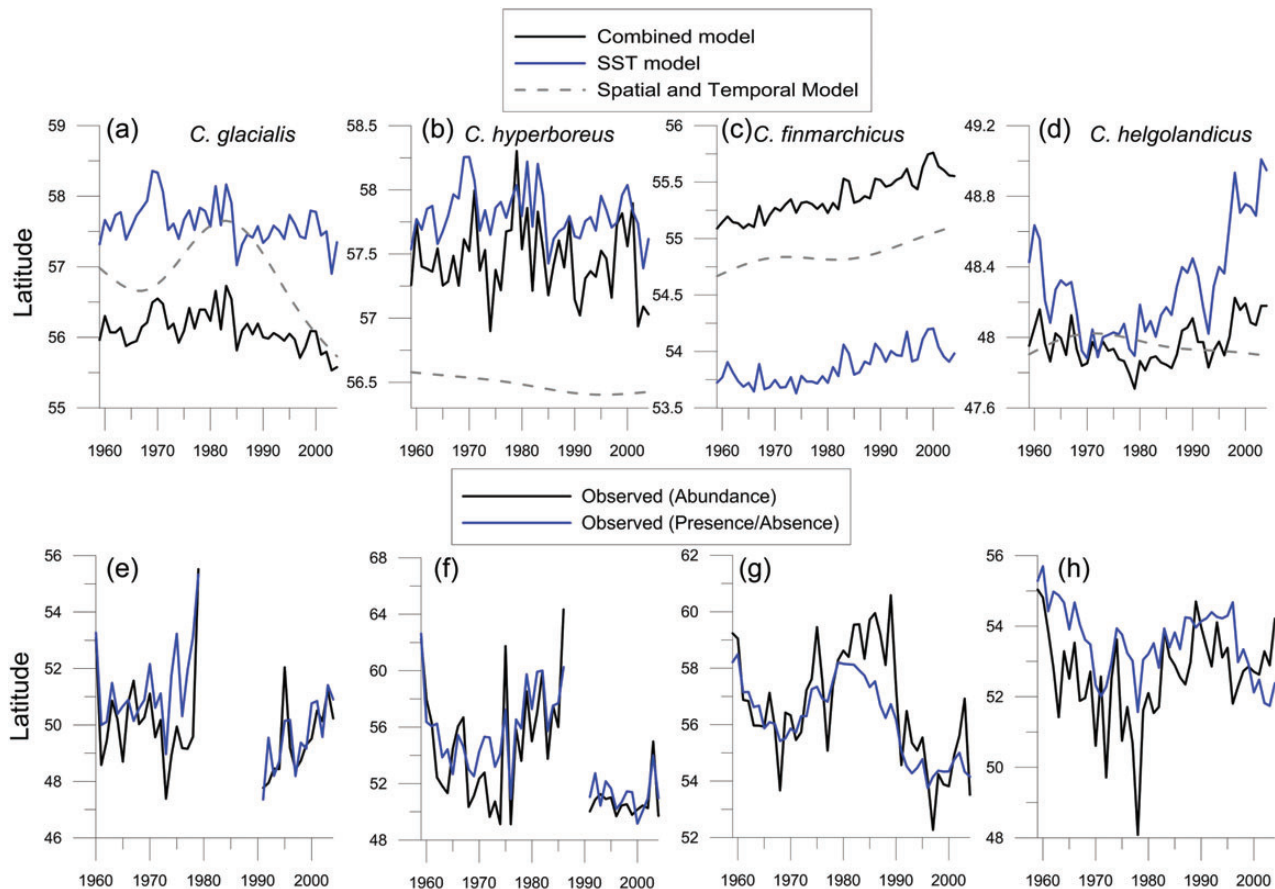 Combined model
SST model
Spatial and Temporal Model
(a) C. glacialis
(b) C. hyperboreus
(c) C. finmarchicus
(d) C. helgolandicus
Latitude
59
58
57
56
55
58.5
58
57.5
57
56.5
56
55.5
55
54.5
54
53.5
49.2
48.8
48.4
48
47.6
1960 1970 1980 1990 2000
1960 1970 1980 1990 2000
1960 1970 1980 1990 2000
1960 1970 1980 1990 2000
Observed (Abundance)
Observed (Presence/Absence)
(e)
(f)
(g)
(h)
Latitude
56
54
52
50
48
46
68
64
60
56
52
48
62
60
58
56
54
52
56
54
52
50
48
1960 1970 1980 1990 2000
1960 1970 1980 1990 2000
1960 1970 1980 1990 2000
1960 1970 1980 1990 2000